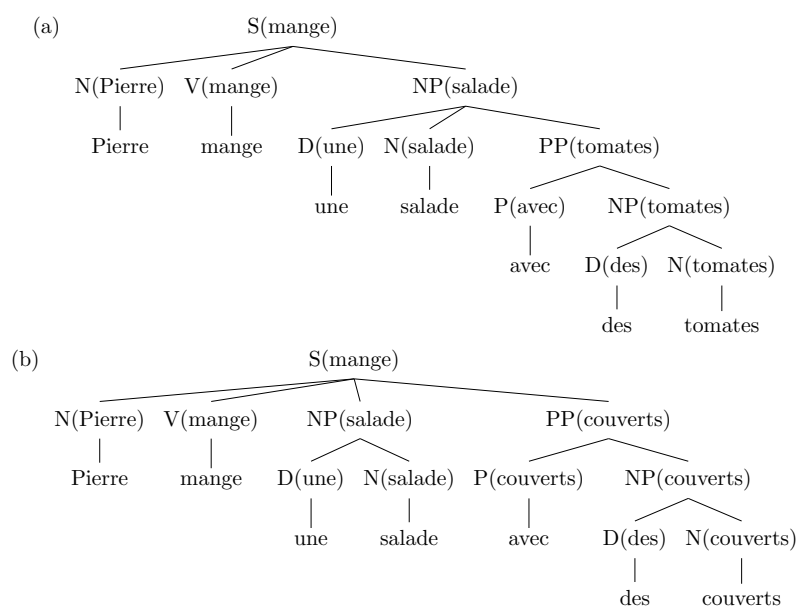 (a) S(mange)
N(Pierre) V(mange) NP(salade)
Pierre mange D(une) N(salade) PP(tomates)
une salade P(avec) NP(tomates)
avec D(des) N(tomates)
des tomates
(b) S(mange)
N(Pierre) V(mange) NP(salade) PP(couverts)
Pierre mange D(une) N(salade) P(couverts) NP(couverts)
une salade avec D(des) N(couverts)
des couverts